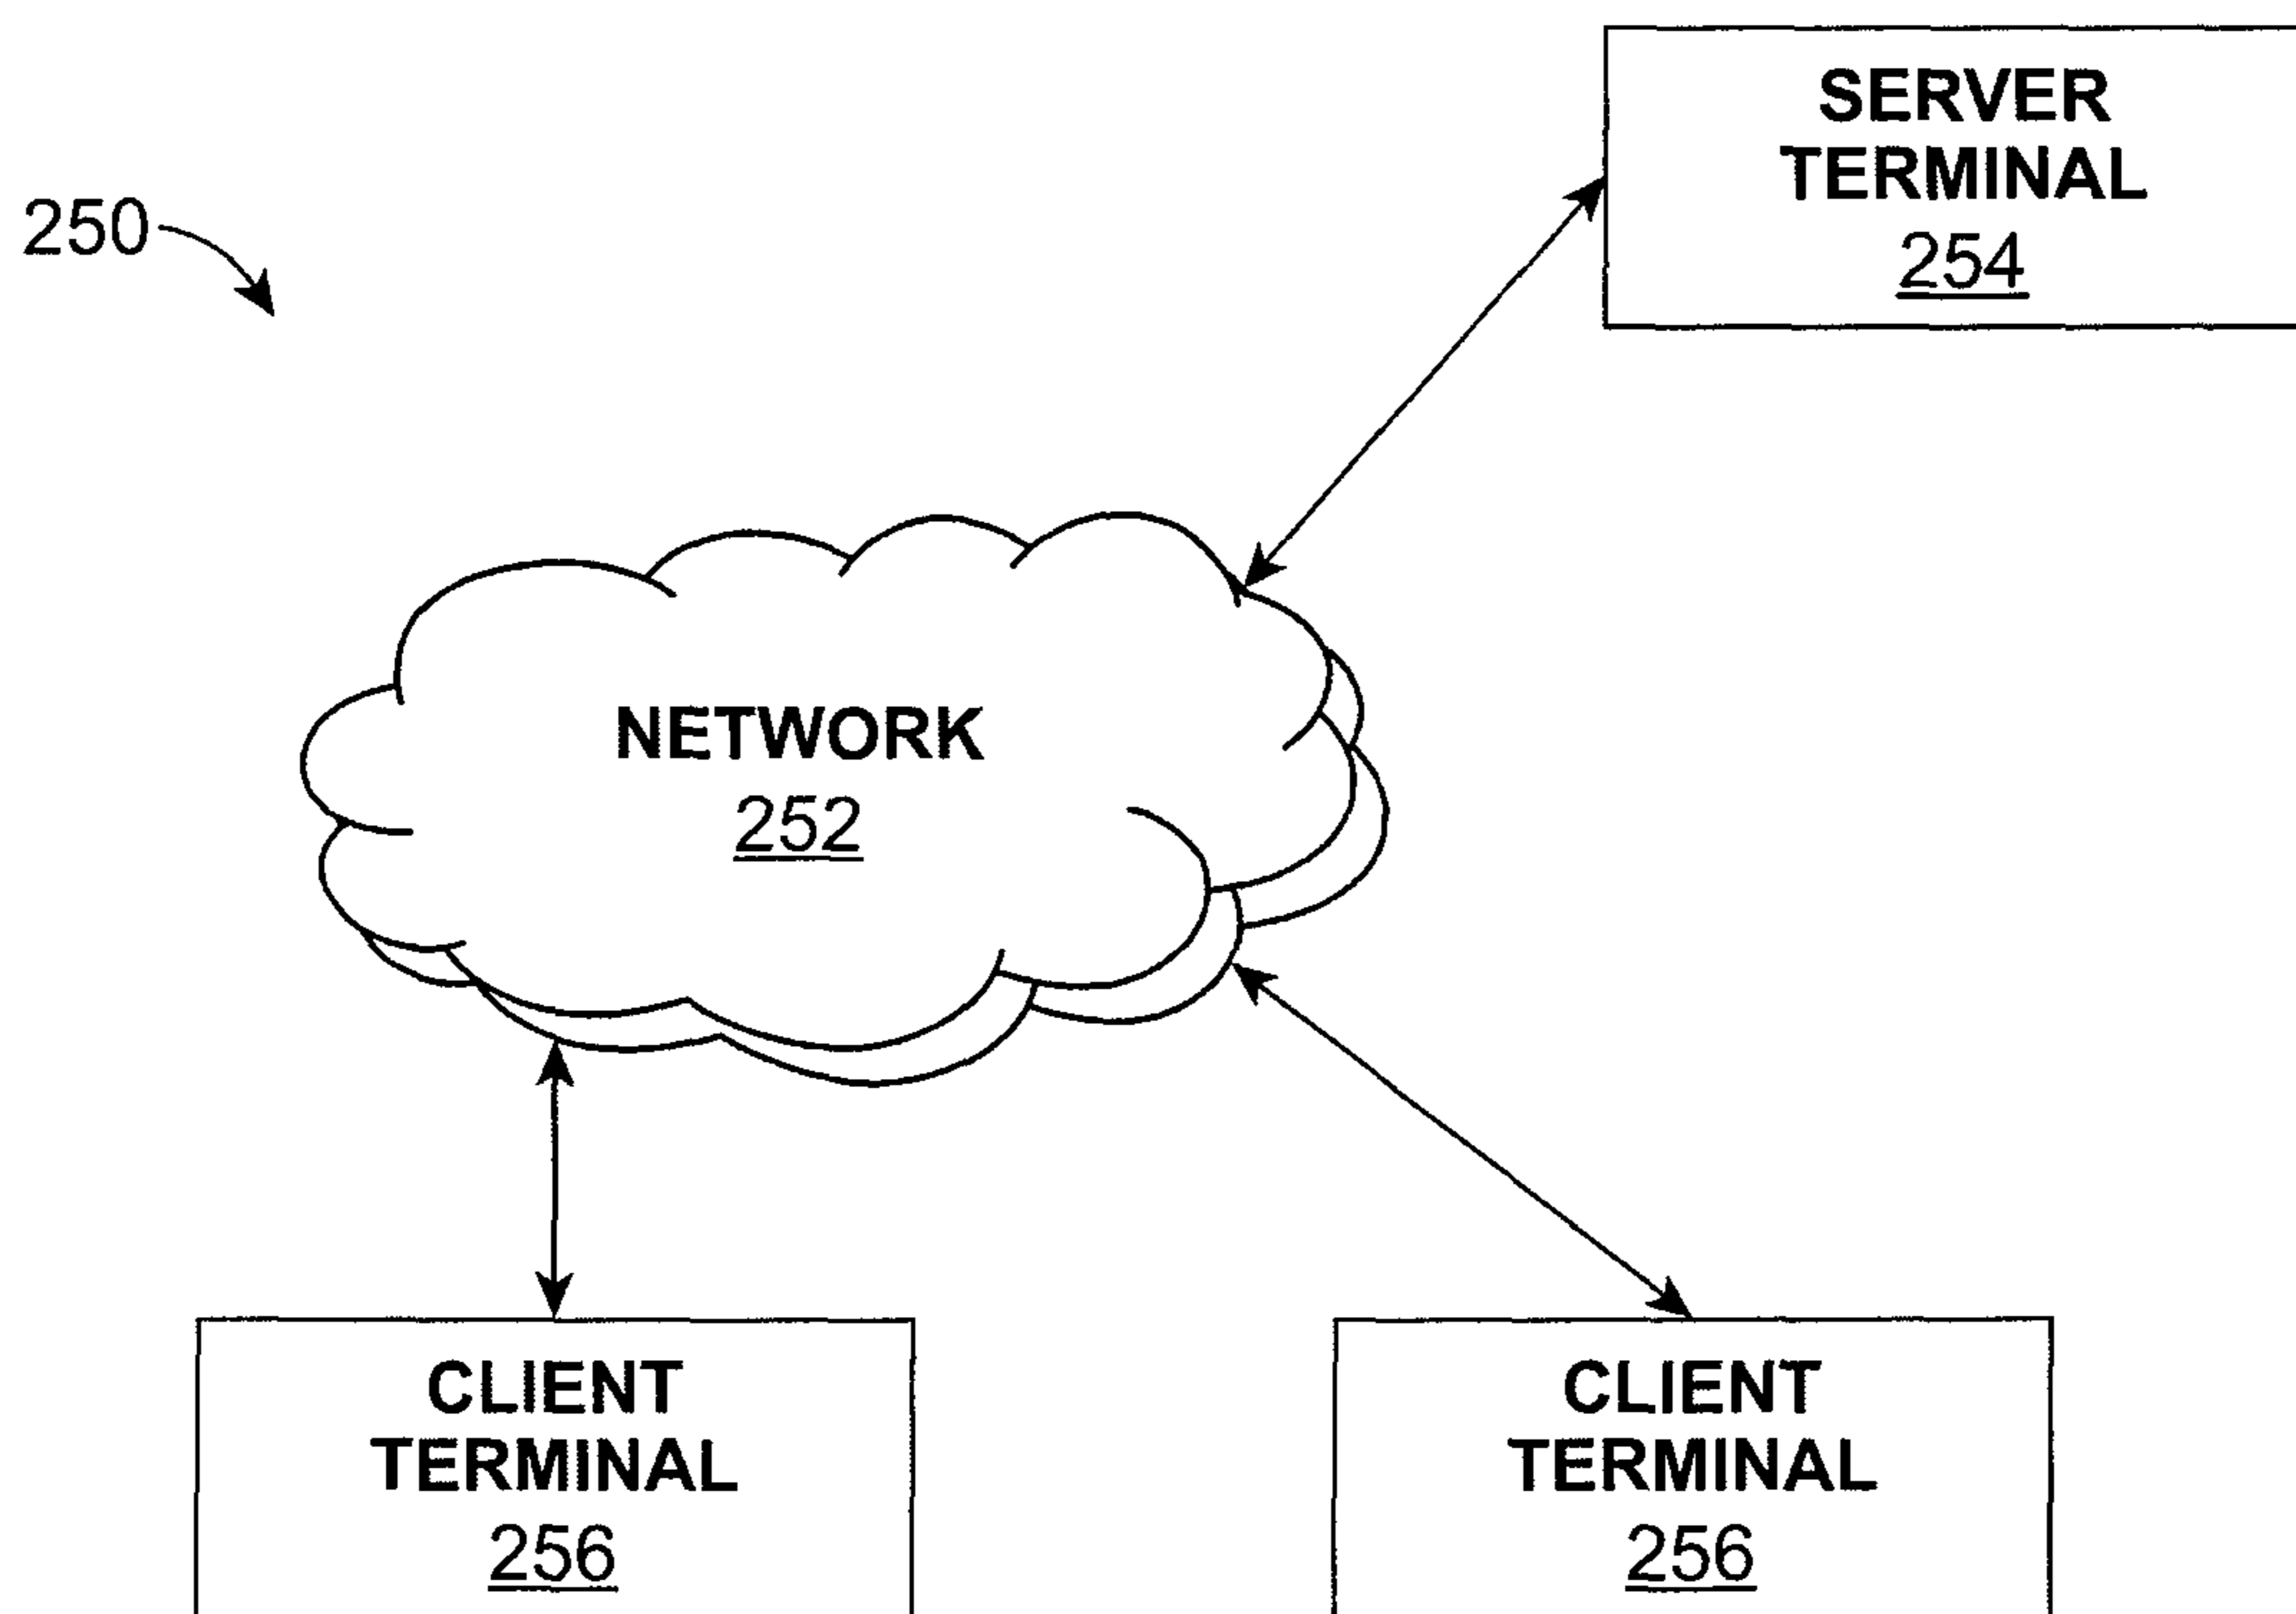 SERVER
TERMINAL
254
250
NETWORK
252
CLIENT
TERMINAL
256
CLIENT
TERMINAL
256